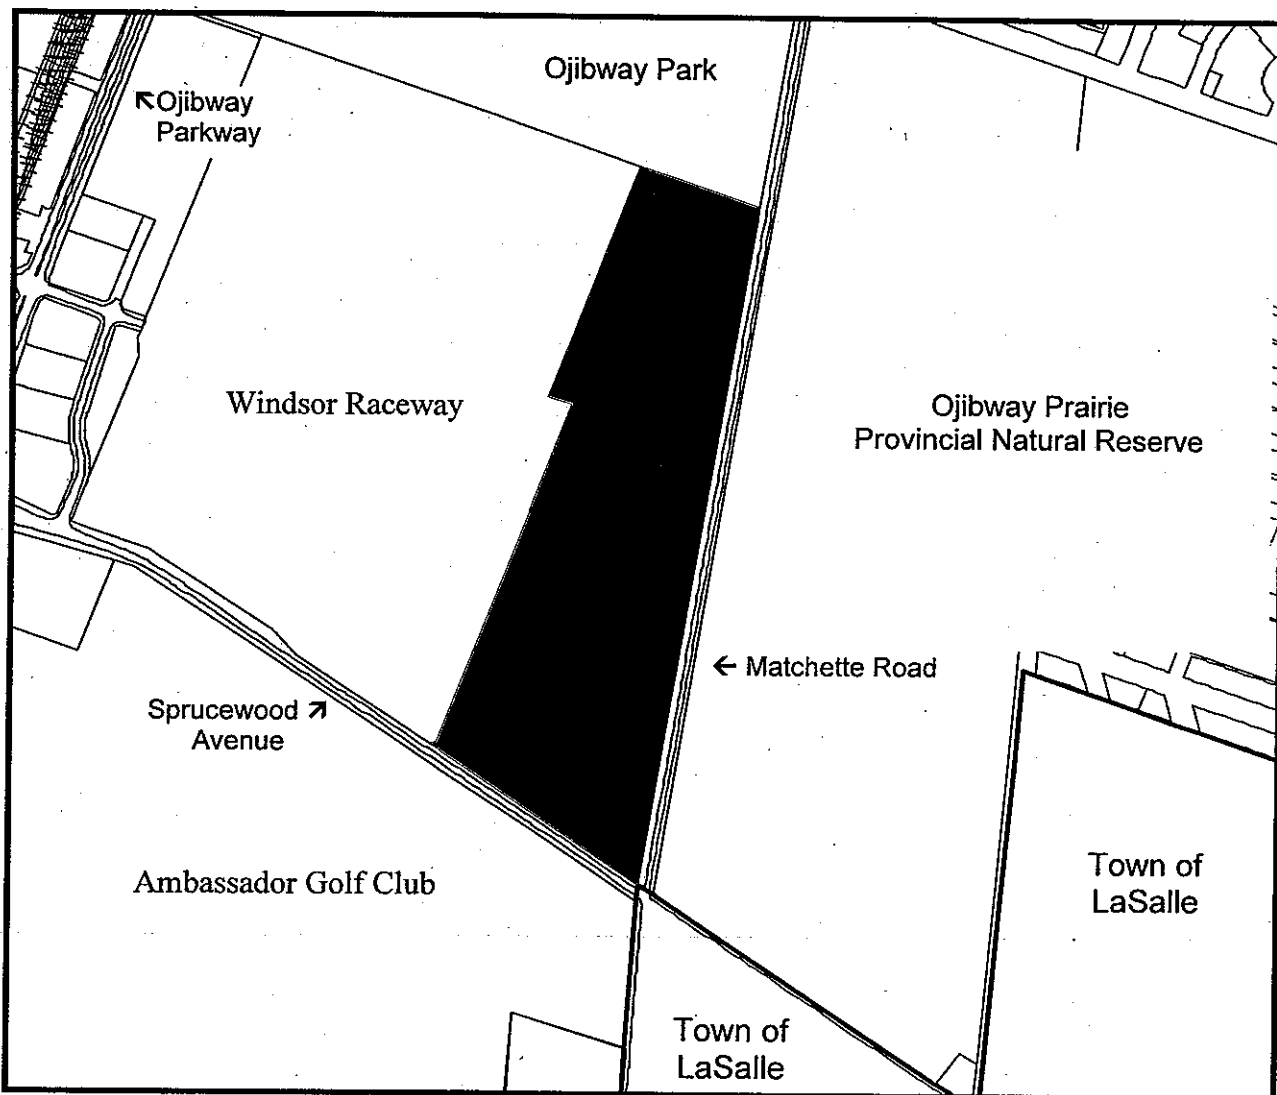 Ojibway Park
↖Ojibway
Parkway
Windsor Raceway
Ojibway Prairie
Provincial Natural Reserve
← Matchette Road
Sprucewood ↗
Avenue
Ambassador Golf Club
Town of
LaSalle
Town of
LaSalle